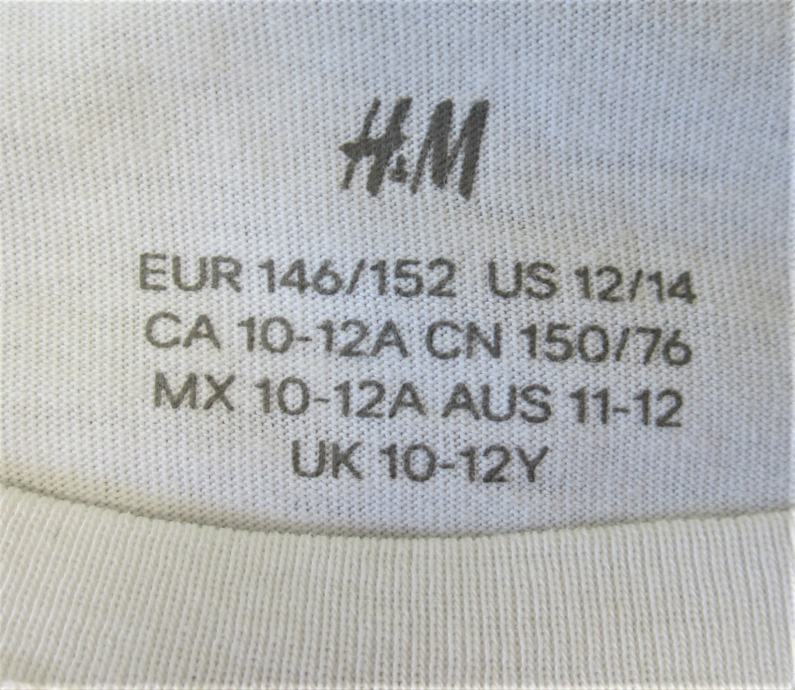 H&M
EUR 146/152 US 12/14
CA 10-12A CN 150/76
MX 10-12A AUS 11-12
UK 10-12Y